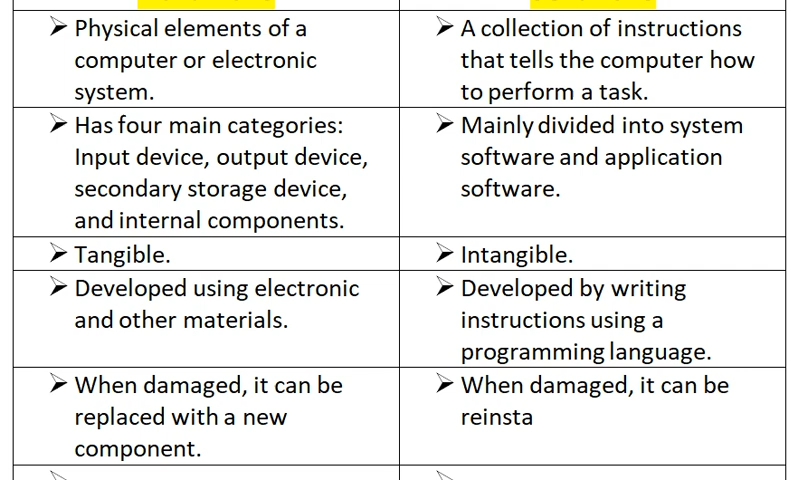 Physical elements of a
computer or electronic
system.
A collection of instructions
that tells the computer how
to perform a task.
Has four main categories:
Input device, output device,
secondary storage device,
and internal components.
Mainly divided into system
software and application
software.
Tangible.
Intangible.
Developed using electronic
and other materials.
Developed by writing
instructions using a
programming language.
When damaged, it can be
replaced with a new
component.
When damaged, it can be
reinsta